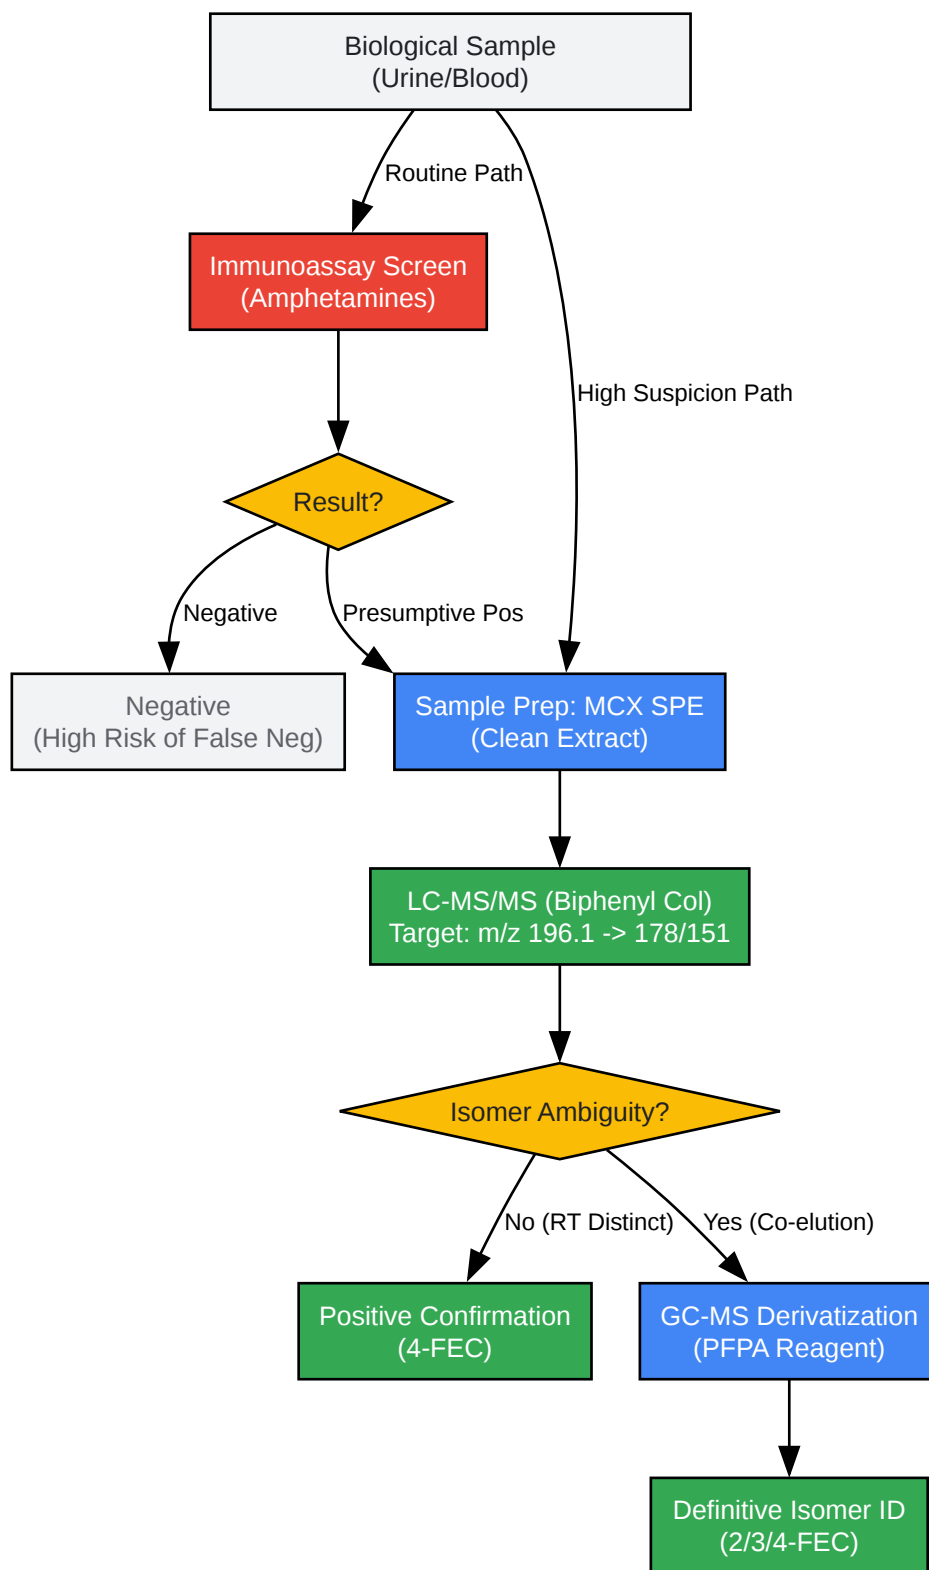 Biological Sample
(Urine/Blood)
Routine Path
Immunoassay Screen
(Amphetamines)
High Suspicion Path
Result?
Negative
Presumptive Pos
Negative
(High Risk of False Neg)
Sample Prep: MCX SPE
(Clean Extract)
LC-MS/MS (Biphenyl Col)
Target: m/z 196.1 -> 178/151
Isomer Ambiguity?
No (RT Distinct)
Yes (Co-elution)
Positive Confirmation
(4-FEC)
GC-MS Derivatization
(PFPA Reagent)
Definitive Isomer ID
(2/3/4-FEC)